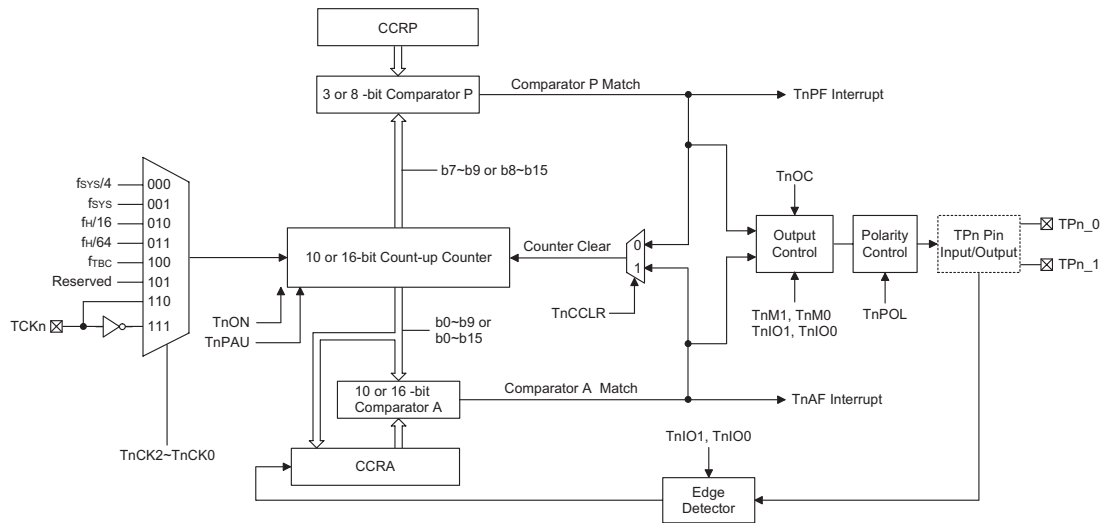 CCRP
3 or 8 -bit Comparator P
Comparator P Match
TnPF Interrupt
b7~b9 or b8~b15
fSYS/4
000
fSYS
001
fH/16
010
fH/64
011
fTBC
100
Reserved
101
110
TCKn
111
TnCK2~TnCK0
10 or 16-bit Count-up Counter
Counter Clear
0
1
TnCCLR
TnON
TnPAU
b0~b9 or
b0~b15
TnOC
Output
Control
TnM1, TnM0
TnIO1, TnIO0
Polarity
Control
TnPOL
TPn Pin
Input/Output
TPn_0
TPn_1
10 or 16 -bit
Comparator A
Comparator A Match
TnAF Interrupt
CCRA
TnIO1, TnIO0
Edge
Detector